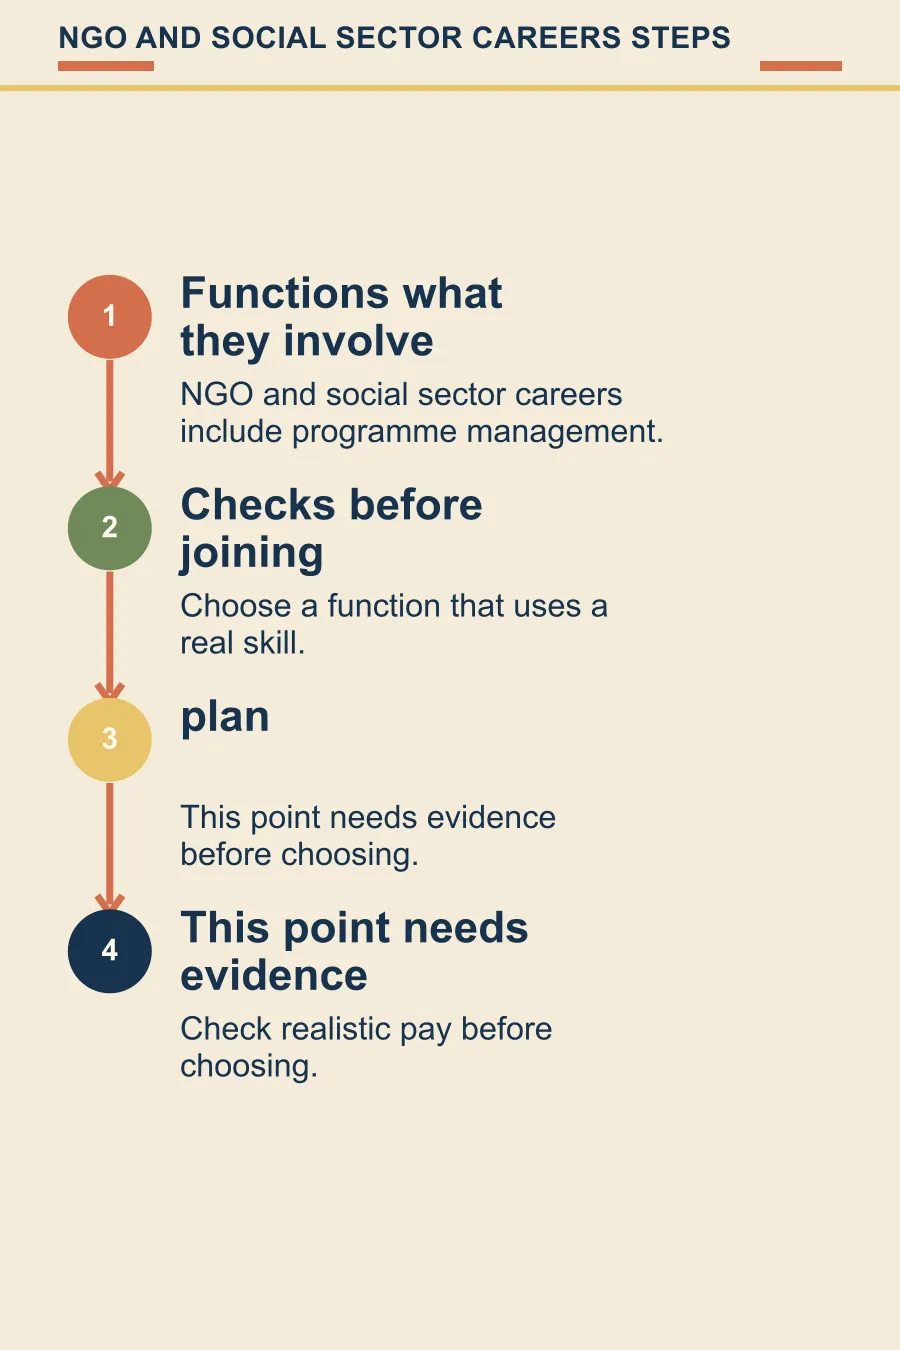 NGO AND SOCIAL SECTOR CAREERS STEPS
1
Functions what
they involve
NGO and social sector careers
include programme management.
2
Checks before
joining
Choose a function that uses a
real skill.
3
plan
This point needs evidence
before choosing.
4
This point needs
evidence
Check realistic pay before
choosing.